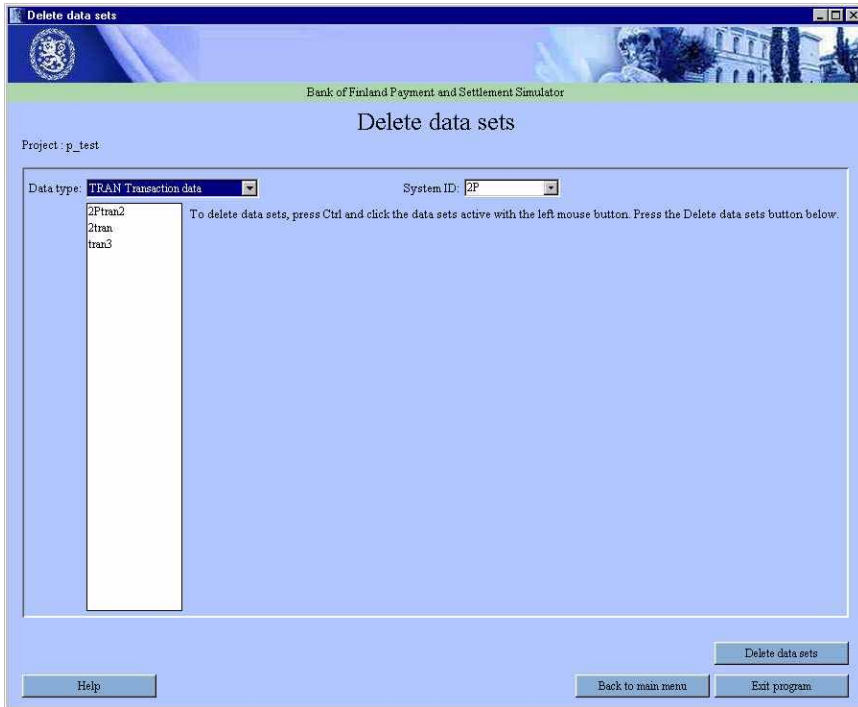 Delete data sets
Bank of Finland Payment and Settlement Simulator
Delete data sets
Project : p_test
Data type: TRAN Transaction data System ID: 2P
2Ptran2
To delete data sets, press Ctrl and click the data sets active with the left mouse button. Press the Delete data sets button below.
2tran
tran3
Delete data sets
Help Back to main menu Exit program